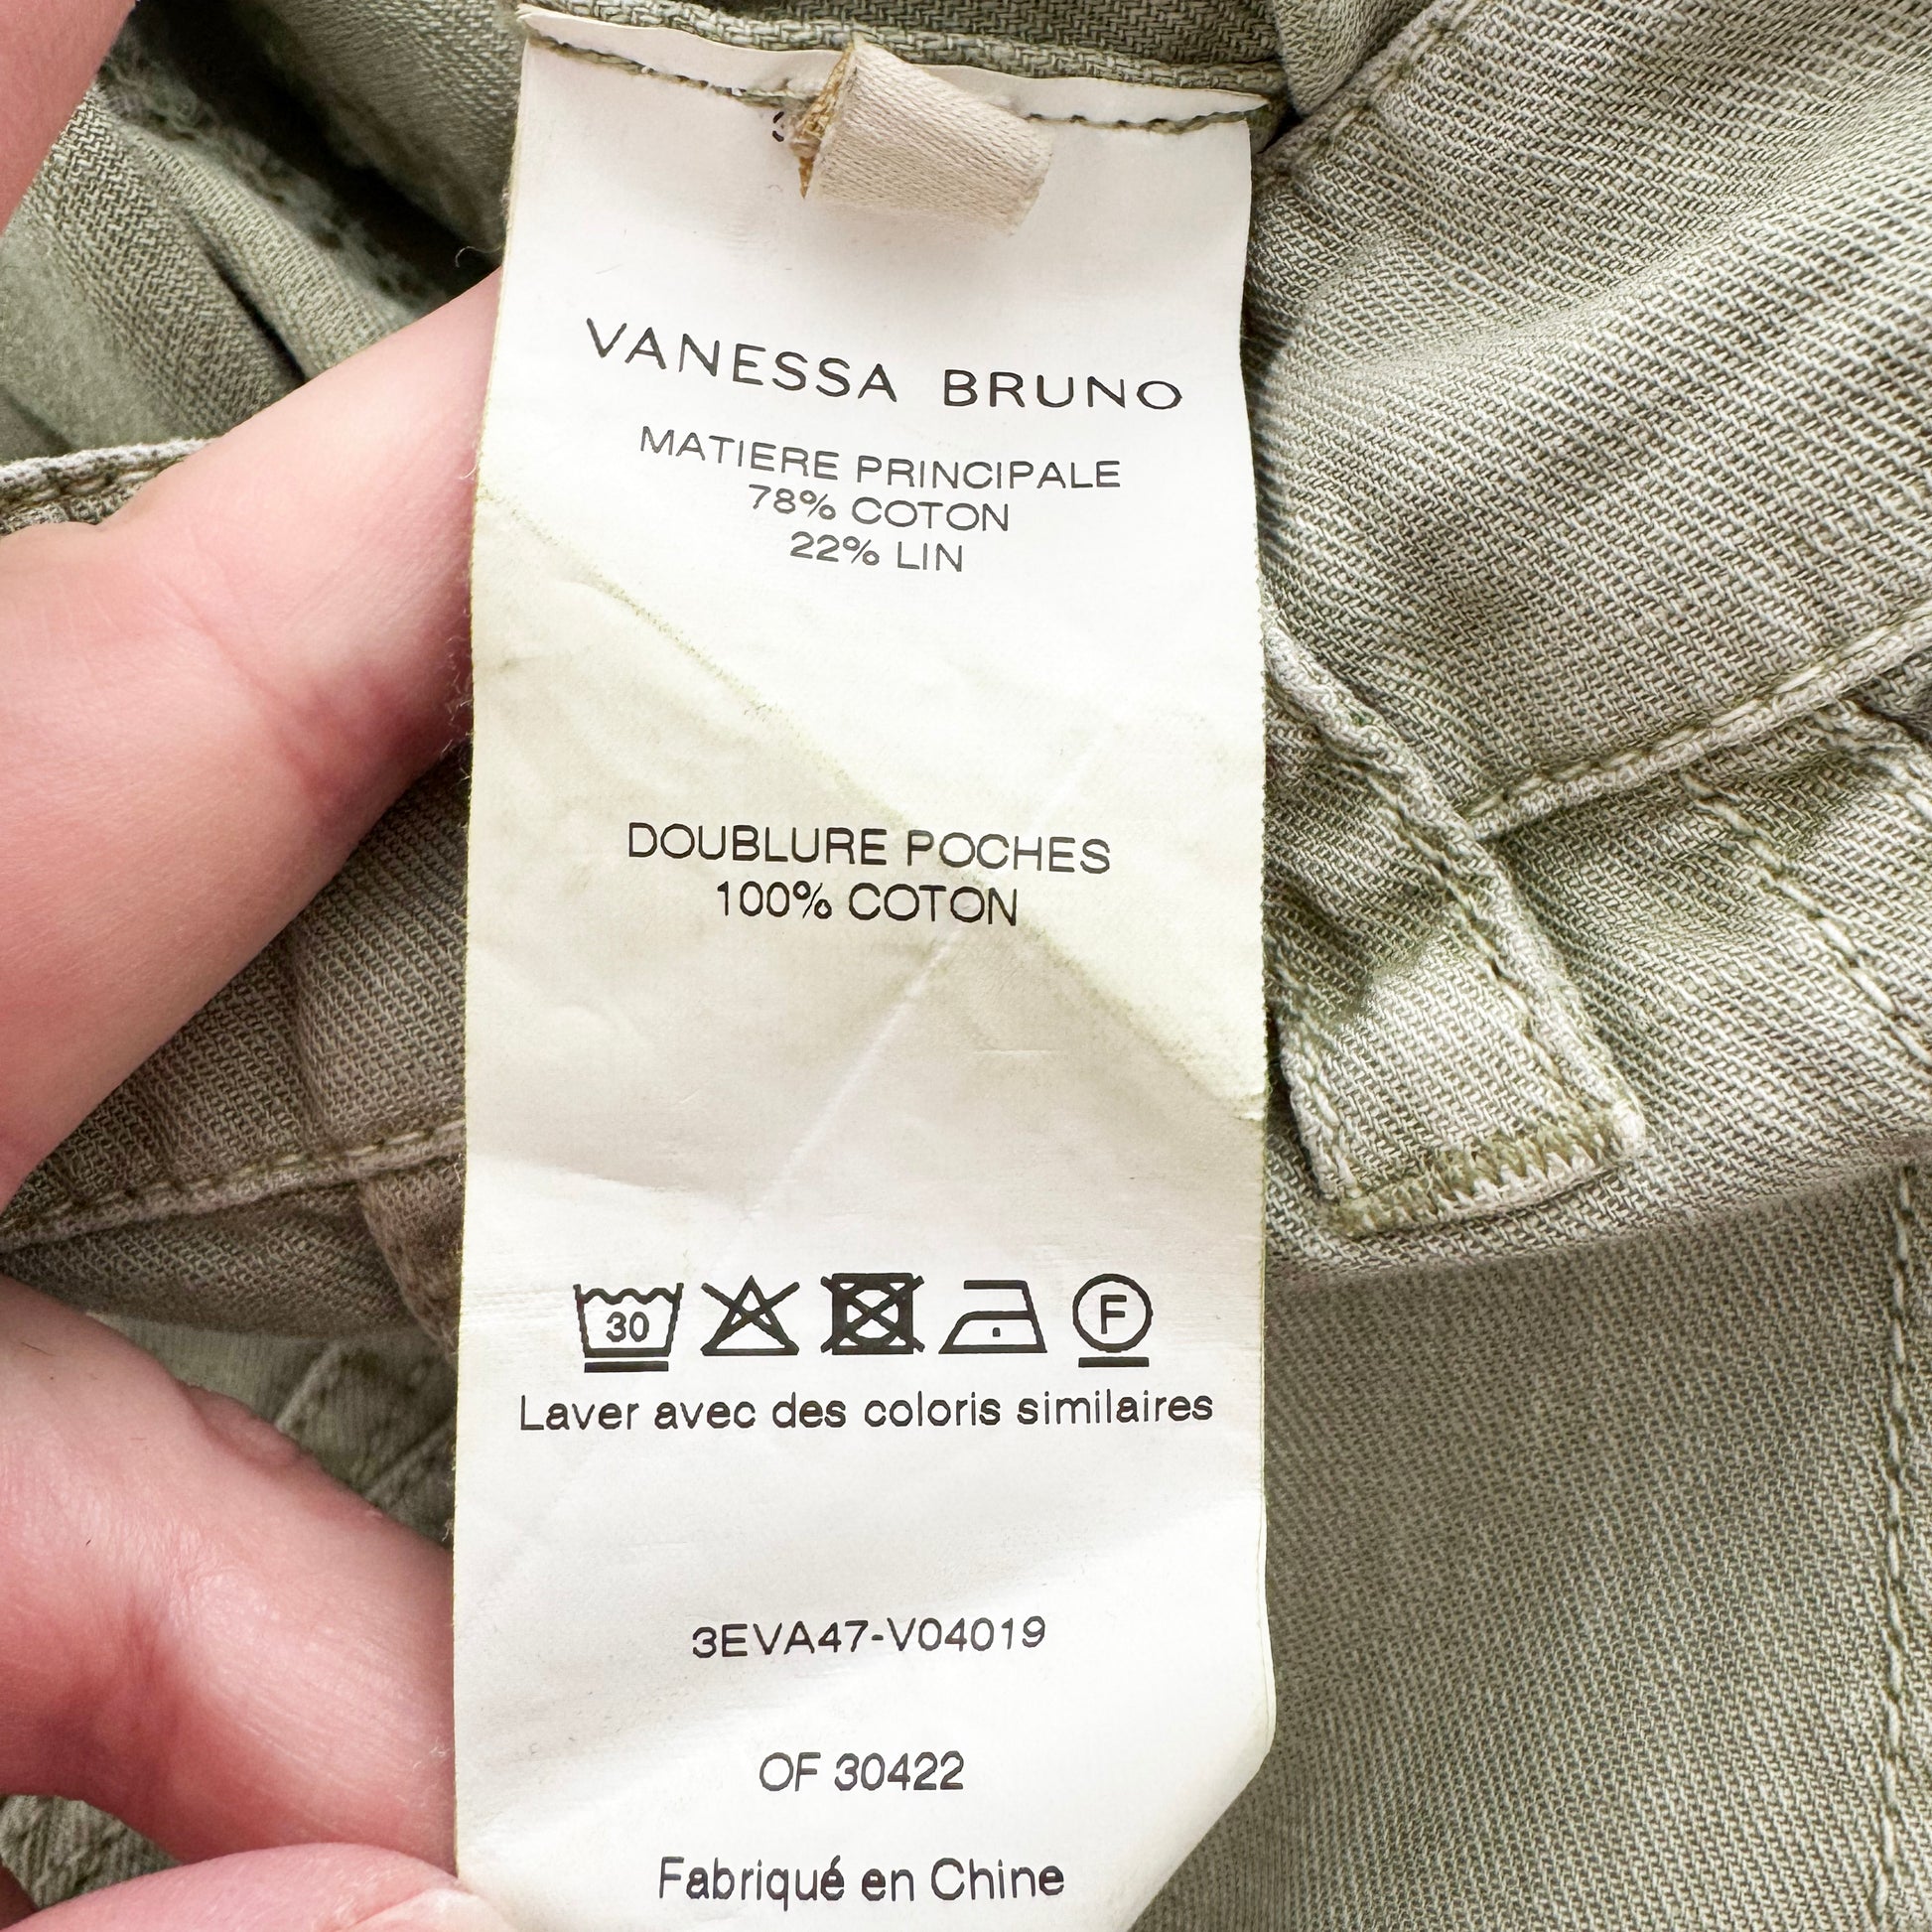 VANESSA BRUNO
MATIERE PRINCIPALE
78% COTON
22% LIN
DOUBLURE POCHES
100% COTON
30 F
Laver avec des coloris similaires
3EVA47-V04019
OF 30422
Fabriqué en Chine